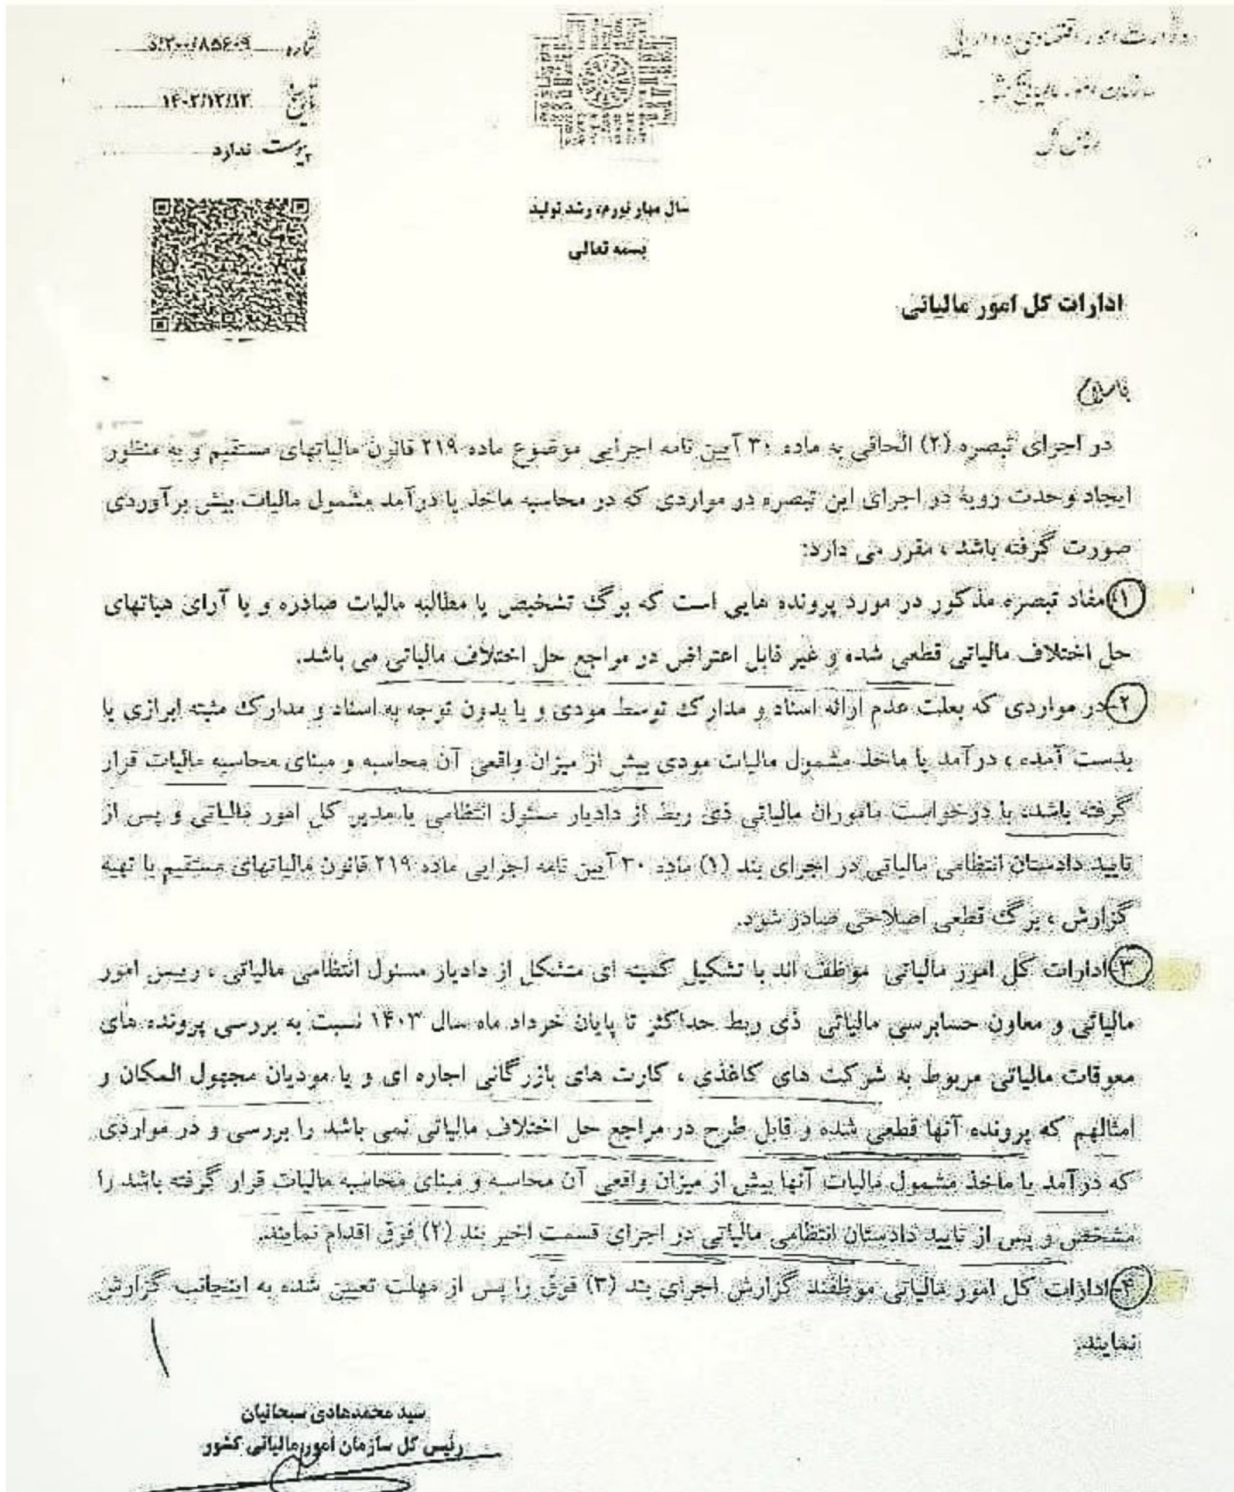 وزارت امور اقتصادی و دارایی
سازمان امور مالیاتی کشور
رئیس کل
شماره ۲۰۰/۸۵۶۰۹/د
تاریخ ۱۴۰۲/۱۲/۱۲
پیوست ندارد
سال مهار تورم، رشد تولید
بسمه تعالی
ادارات کل امور مالیاتی
باسلام
در اجرای تبصره (۲) الحاقی به ماده ۳۰ آیین نامه اجرایی موضوع ماده ۲۱۹ قانون مالیاتهای مستقیم و به منظور
ایجاد وحدت رویه در اجرای این تبصره در مواردی که در محاسبه ماخذ یا درآمد مشمول مالیات بیش برآوردی
صورت گرفته باشد، مقرر می دارد:
۱-مفاد تبصره مذکور در مورد پرونده هایی است که برگ تشخیص یا مطالبه مالیات صادره و یا آرای هیاتهای
حل اختلاف مالیاتی قطعی شده و غیر قابل اعتراض در مراجع حل اختلاف مالیاتی می باشد.
۲-در مواردی که بعلت عدم ارائه اسناد و مدارک توسط مودی و یا بدون توجه به اسناد و مدارک مثبته ابرازی یا
بدست آمده، درآمد یا ماخذ مشمول مالیات مودی بیش از میزان واقعی آن محاسبه و مبنای محاسبه مالیات قرار
گرفته باشد، با درخواست ماموران مالیاتی ذی ربط از دادیار مسئول انتظامی یا مدیر کل امور مالیاتی و پس از
تایید دادستان انتظامی مالیاتی در اجرای بند (۱) ماده ۳۰ آیین نامه اجرایی ماده ۲۱۹ قانون مالیاتهای مستقیم با تهیه
گزارش، برگ قطعی اصلاحی صادر شود.
۳-ادارات کل امور مالیاتی موظف اند با تشکیل کمیته ای متشکل از دادیار مسئول انتظامی مالیاتی، رییس امور
مالیاتی و معاون حسابرسی مالیاتی ذی ربط حداکثر تا پایان خرداد ماه سال ۱۴۰۳ نسبت به بررسی پرونده های
معوقات مالیاتی مربوط به شرکت های کاغذی، کارت های بازرگانی اجاره ای و یا مودیان مجهول المکان و
امثالهم که پرونده آنها قطعی شده و قابل طرح در مراجع حل اختلاف مالیاتی نمی باشد را بررسی و در مواردی
که درآمد یا ماخذ مشمول مالیات آنها بیش از میزان واقعی آن محاسبه و مبنای محاسبه مالیات قرار گرفته باشد را
مشخص و پس از تایید دادستان انتظامی مالیاتی در اجرای قسمت اخیر بند (۲) فوق اقدام نمایند.
۴-ادارات کل امور مالیاتی موظفند گزارش اجرای بند (۳) فوق را پس از مهلت تعیین شده به اینجانب گزارش
نمایند.
سید محمدهادی سبحانیان
رئیس کل سازمان امور مالیاتی کشور